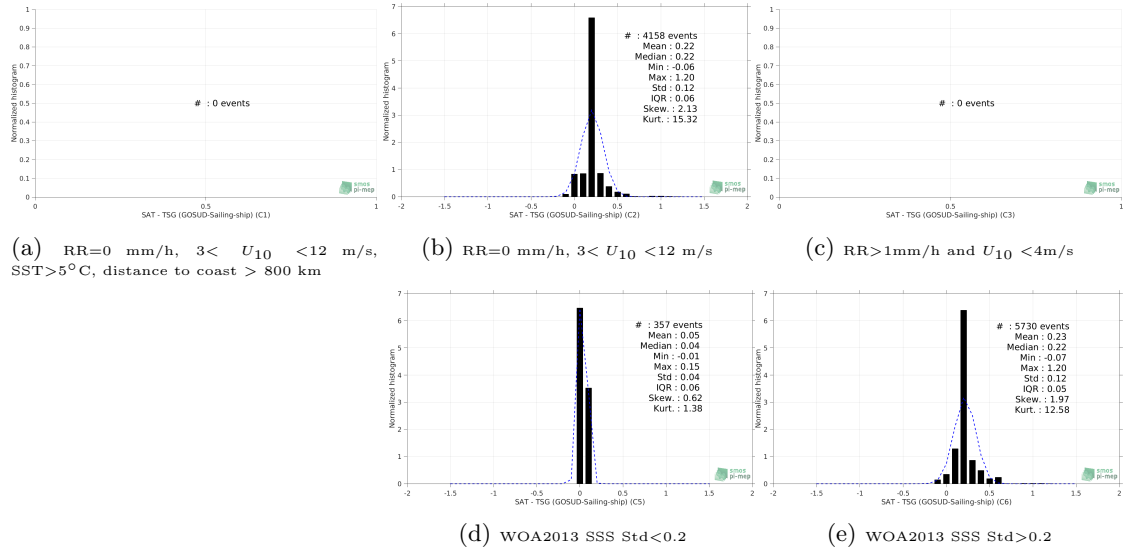 1
0.9
0.8
0.7
0.6
0.5
0.4
0.3
0.2
0.1
0
Normalized histogram
# : 0 events
smos
pi-mep
0 0.5 1
SAT - TSG (GOSUD-Sailing-ship) (C1)
(a) RR=0 mm/h, 3< U10 <12 m/s,
SST>5°C, distance to coast > 800 km
7
6
5
4
3
2
1
0
Normalized histogram
# : 4158 events
Mean : 0.22
Median : 0.22
Min : -0.06
Max : 1.20
Std : 0.12
IQR : 0.06
Skew. : 2.13
Kurt. : 15.32
smos
pi-mep
-2 -1.5 -1 -0.5 0 0.5 1 1.5 2
SAT - TSG (GOSUD-Sailing-ship) (C2)
(b) RR=0 mm/h, 3< U10 <12 m/s
1
0.9
0.8
0.7
0.6
0.5
0.4
0.3
0.2
0.1
0
Normalized histogram
# : 0 events
smos
pi-mep
0 0.5 1
SAT - TSG (GOSUD-Sailing-ship) (C3)
(c) RR>1mm/h and U10 <4m/s
7
6
5
4
3
2
1
0
Normalized histogram
# : 357 events
Mean : 0.05
Median : 0.04
Min : -0.01
Max : 0.15
Std : 0.04
IQR : 0.06
Skew. : 0.62
Kurt. : 1.38
smos
pi-mep
-2 -1.5 -1 -0.5 0 0.5 1 1.5 2
SAT - TSG (GOSUD-Sailing-ship) (C5)
(d) WOA2013 SSS Std<0.2
7
6
5
4
3
2
1
0
Normalized histogram
# : 5730 events
Mean : 0.23
Median : 0.22
Min : -0.07
Max : 1.20
Std : 0.12
IQR : 0.05
Skew. : 1.97
Kurt. : 12.58
smos
pi-mep
-2 -1.5 -1 -0.5 0 0.5 1 1.5 2
SAT - TSG (GOSUD-Sailing-ship) (C6)
(e) WOA2013 SSS Std>0.2